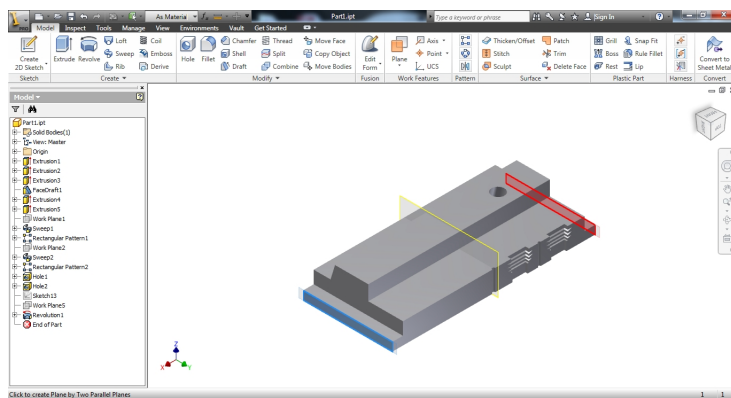 As Materia
Part1.ipt
Type a keyword or phrase
Sign In
PRO
Model Inspect Tools Manage View Environments Vault Get Started
Create 2D Sketch
Extrude Revolve
Loft Coil
Sweep Emboss
Rib Derive
Hole Fillet
Chamfer Thread Move Face
Shell Split Copy Object
Draft Combine Move Bodies
Edit Form
Plane
Axis
Point
UCS
Thicken/Offset Patch
Stitch Trim
Sculpt Delete Face
Grill Snap Fit
Boss Rule Fillet
Rest Lip
Convert to Sheet Metal
Sketch Create Modify Fusion Work Features Pattern Surface Plastic Part Harness Convert
Model
Part1.ipt
Solid Bodies(1)
View: Master
Origin
Extrusion1
Extrusion2
Extrusion3
FaceDraft1
Extrusion4
Extrusion5
Work Plane1
Sweep1
Rectangular Pattern1
Work Plane2
Sweep2
Rectangular Pattern2
Hole1
Hole2
Sketch13
Work Plane5
Revolution1
End of Part
Z
X Y
Click to create Plane by Two Parallel Planes
1 1